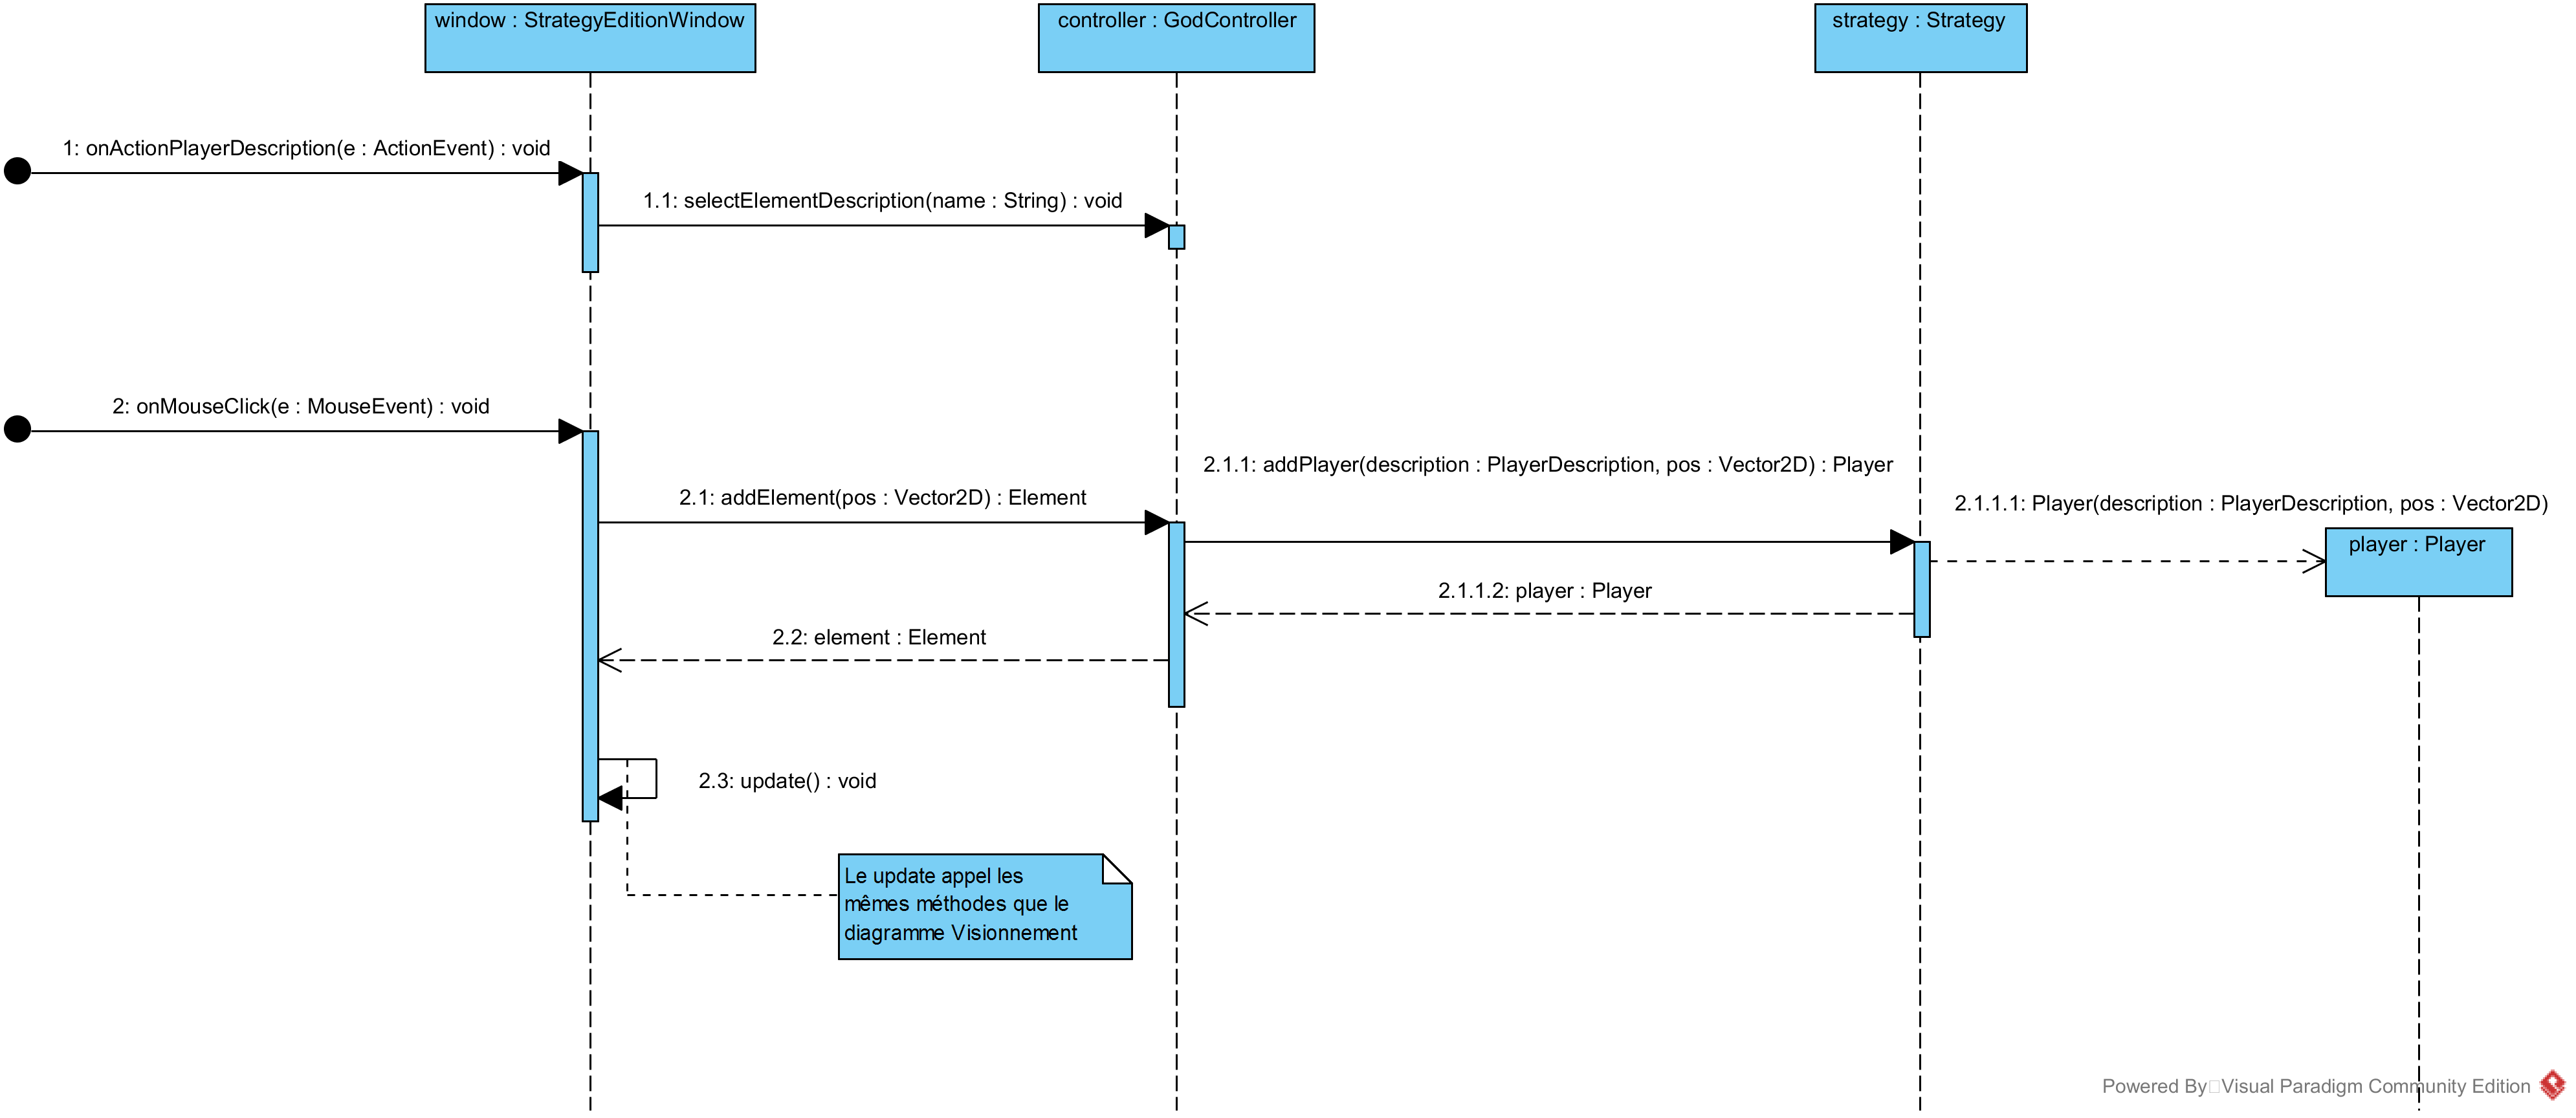 window : StrategyEditionWindow
controller : GodController
strategy : Strategy
1: onActionPlayerDescription(e : ActionEvent) : void
1.1: selectElementDescription(name : String) : void
2: onMouseClick(e : MouseEvent) : void
2.1.1: addPlayer(description : PlayerDescription, pos : Vector2D) : Player
2.1: addElement(pos : Vector2D) : Element
2.1.1.1: Player(description : PlayerDescription, pos : Vector2D)
player : Player
2.1.1.2: player : Player
2.2: element : Element
2.3: update() : void
Le update appel les
mêmes méthodes que le
diagramme Visionnement
Powered By Visual Paradigm Community Edition